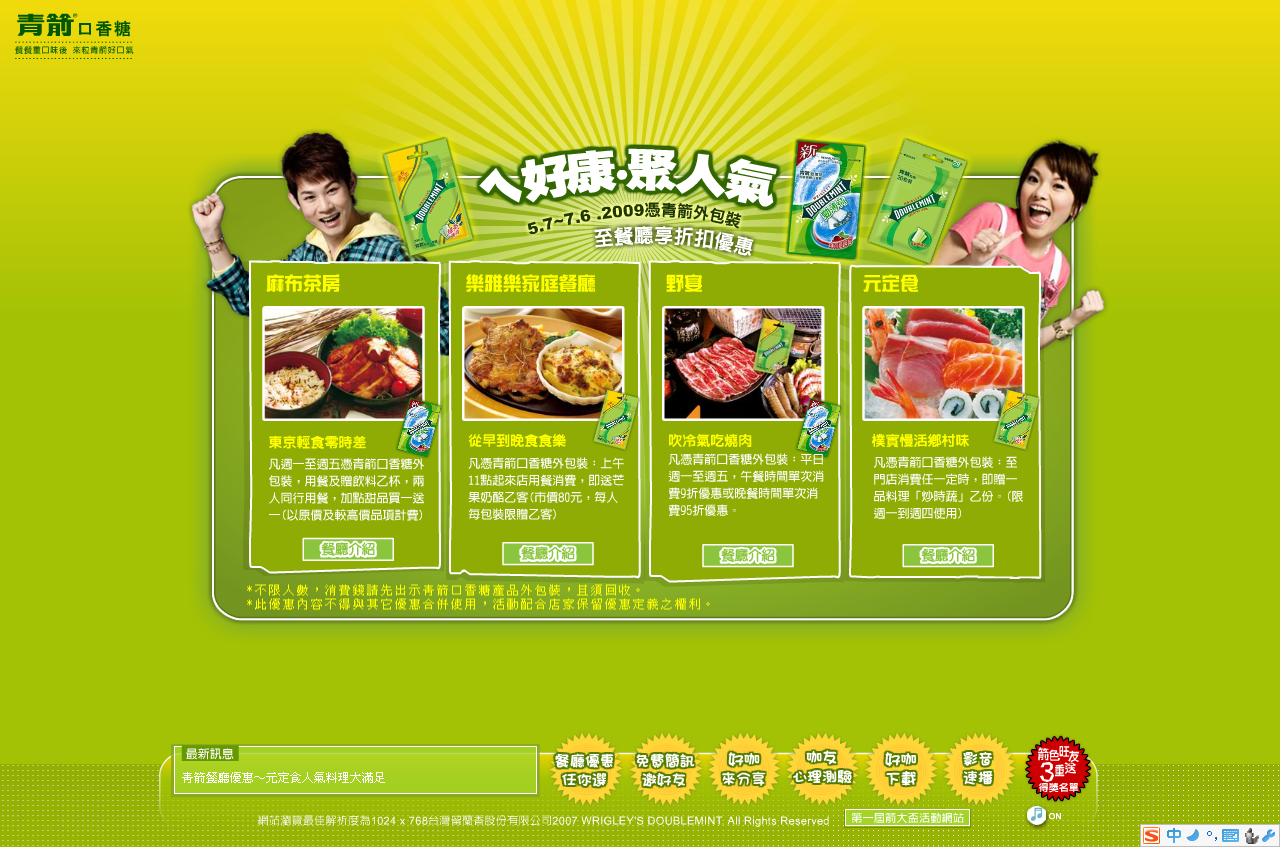 青箭®口香糖
餐餐重口味後 來粒青箭好口氣
ㄟ好康·聚人氣
5.7~7.6 .2009憑青箭外包裝
至餐廳享折扣優惠
新
DOUBLEMINT
DOUBLEMINT
DOUBLEMINT
麻布茶房
東京輕食零時差
凡週一至週五憑青箭口香糖外
包裝，用餐及贈飲料乙杯，兩
人同行用餐，加點甜品買一送
一(以原價及較高價品項計費)
餐廳介紹
樂雅樂家庭餐廳
從早到晚食食樂
凡憑青箭口香糖外包裝：上午
11點起來店用餐消費，即送芒
果奶酪乙客(市價80元，每人
每包裝限贈乙客)
餐廳介紹
野宴
吹冷氣吃燒肉
凡憑青箭口香糖外包裝：平日
週一至週五，午餐時間單次消
費9折優惠或晚餐時間單次消
費95折優惠。
餐廳介紹
元定食
樸實慢活鄉村味
凡憑青箭口香糖外包裝：至
門店消費任一定時，即贈一
品料理「炒時蔬」乙份。(限
週一到週四使用)
餐廳介紹
*不限人數，消費錢請先出示青箭口香糖產品外包裝，且須回收。
*此優惠內容不得與其它優惠合併使用，活動配合店家保留優惠定義之權利。
最新訊息
青箭餐廳優惠～元定食人氣料理大滿足
餐廳優惠
任你選
免費簡訊
邀好友
好咖
來分享
咖友
心理測驗
好咖
下載
影音
速播
箭色旺友
3重送
得獎名單
網站瀏覽最佳解析度為1024 x 768台灣留蘭香股份有限公司2007 WRIGLEY'S DOUBLEMINT. All Rights Reserved
第一屆箭大盃活動網站
ON
中